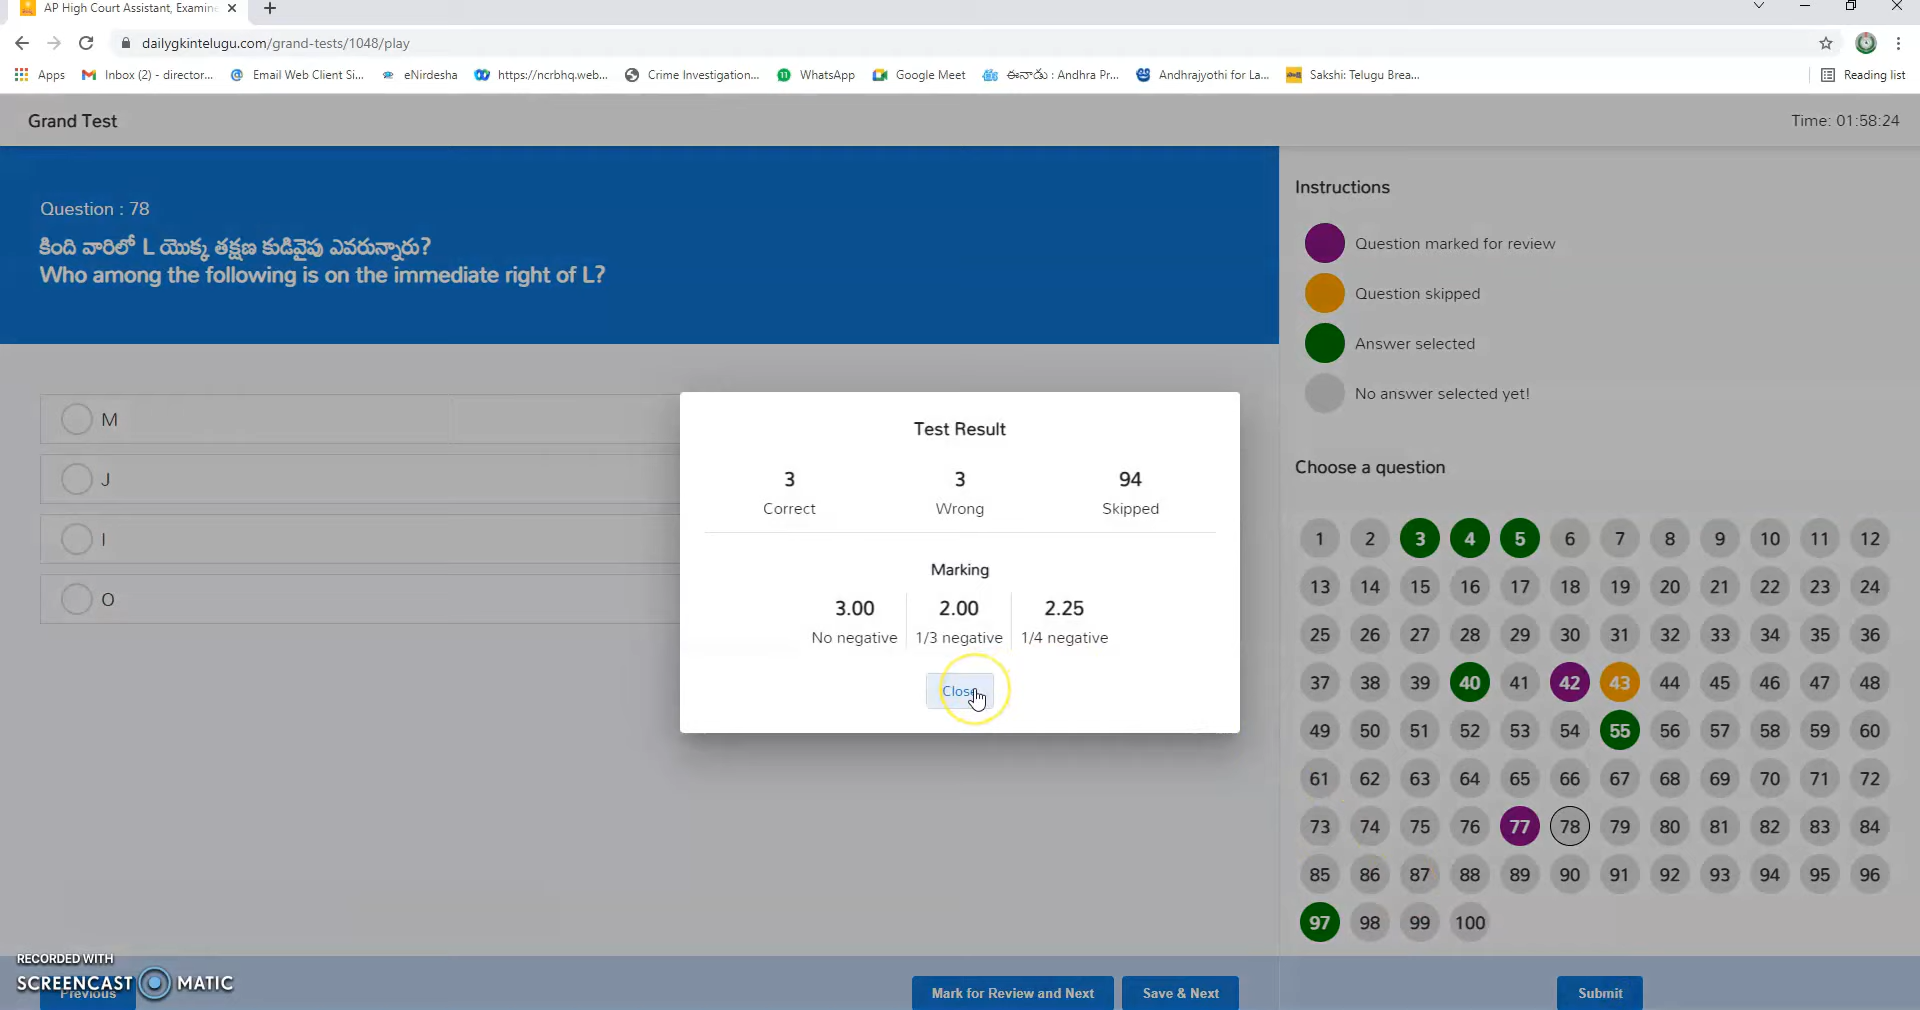 AP High Court Assistant, Examine
dailygkintelugu.com/grand-tests/1048/play
Apps
Inbox (2) - director...
Email Web Client Si...
eNirdesha
https://ncrbhq.web...
Crime Investigation...
WhatsApp
Google Meet
ఈనాడు : Andhra Pr...
Andhrajyothi for La...
Sakshi: Telugu Brea...
Reading list
Grand Test
Time: 01:58:24
Question : 78
కింది వారిలో L యొక్క తక్షణ కుడివైపు ఎవరున్నారు?
Who among the following is on the immediate right of L?
M
J
I
O
Test Result
3 3 94
Correct Wrong Skipped
Marking
3.00 2.00 2.25
No negative 1/3 negative 1/4 negative
Close
Instructions
Question marked for review
Question skipped
Answer selected
No answer selected yet!
Choose a question
1 2 3 4 5 6 7 8 9 10 11 12
13 14 15 16 17 18 19 20 21 22 23 24
25 26 27 28 29 30 31 32 33 34 35 36
37 38 39 40 41 42 43 44 45 46 47 48
49 50 51 52 53 54 55 56 57 58 59 60
61 62 63 64 65 66 67 68 69 70 71 72
73 74 75 76 77 78 79 80 81 82 83 84
85 86 87 88 89 90 91 92 93 94 95 96
97 98 99 100
RECORDED WITH
SCREENCAST MATIC
Previous
Mark for Review and Next
Save & Next
Submit